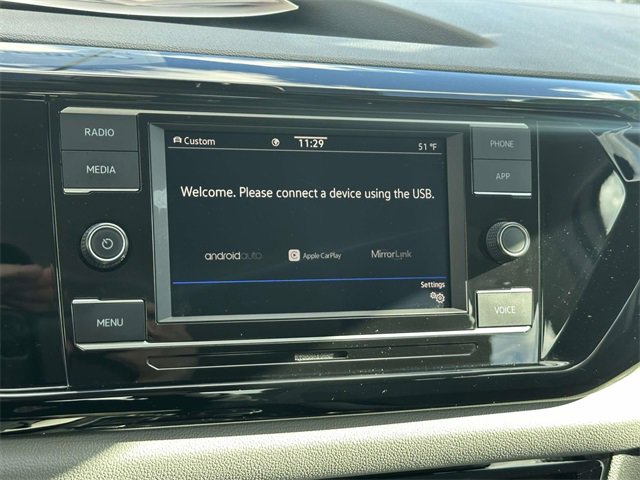 RADIO
MEDIA
MENU
Custom
11:29
51 °F
Welcome. Please connect a device using the USB.
androidauto
Apple CarPlay
MirrorLink
Settings
PHONE
APP
VOICE